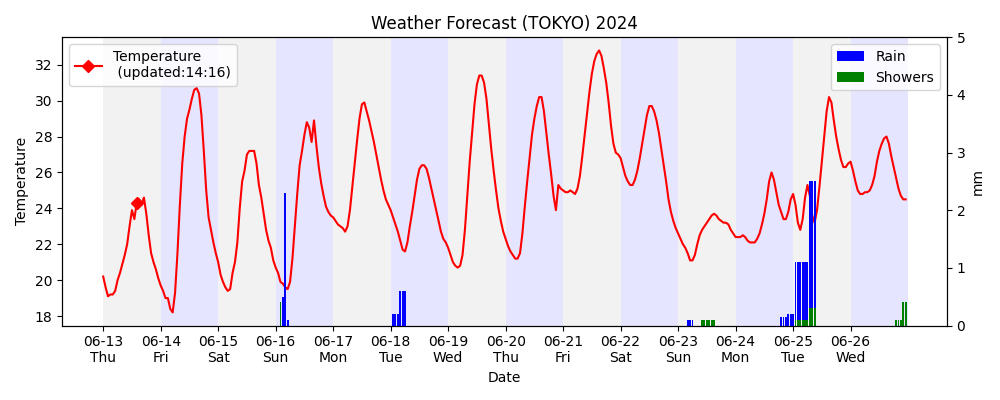 Weather Forecast (TOKYO) 2024
Temperature
(updated:14:16)
Rain
Showers
Temperature
32
30
28
26
24
22
20
18
5
4
3
2
1
0
mm
06-13 06-14 06-15 06-16 06-17 06-18 06-19 06-20 06-21 06-22 06-23 06-24 06-25 06-26
Thu Fri Sat Sun Mon Tue Wed Thu Fri Sat Sun Mon Tue Wed
Date